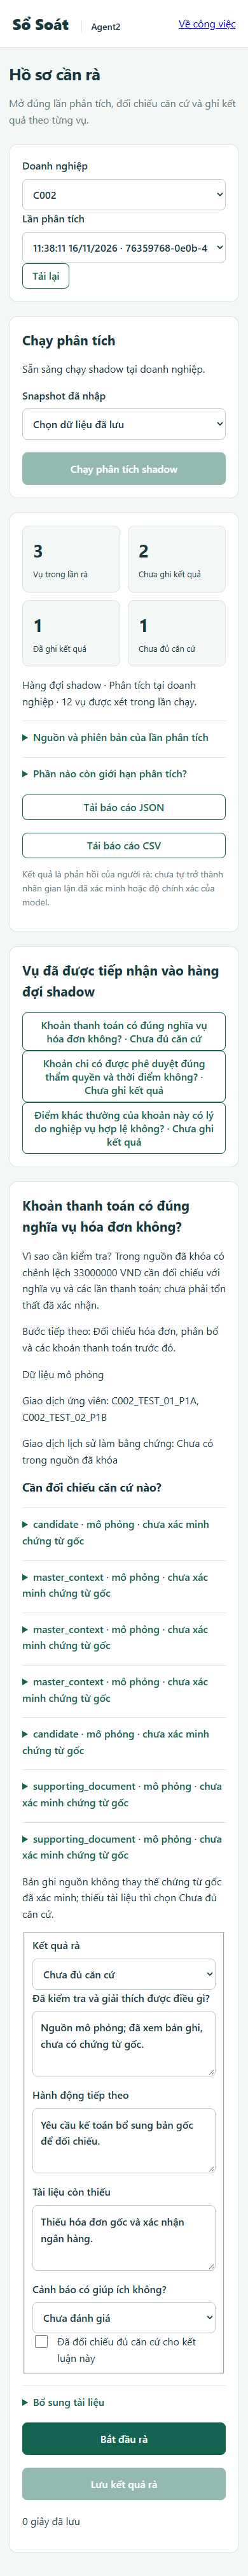 Sổ Soát
Agent2
Về công việc
Hồ sơ cần rà
Mở đúng lần phân tích, đối chiếu căn cứ và ghi kết
quả theo từng vụ.
Doanh nghiệp
C002
Lần phân tích
11:38:11 16/11/2026 · 76359768-0e0b-4
Tải lại
Chạy phân tích
Sẵn sàng chạy shadow tại doanh nghiệp.
Snapshot đã nhập
Chọn dữ liệu đã lưu
Chạy phân tích shadow
3
Vụ trong lần rà
2
Chưa ghi kết quả
1
Đã ghi kết quả
1
Chưa đủ căn cứ
Hàng đợi shadow · Phân tích tại doanh
nghiệp · 12 vụ được xét trong lần chạy.
Nguồn và phiên bản của lần phân tích
Phần nào còn giới hạn phân tích?
Tải báo cáo JSON
Tải báo cáo CSV
Kết quả là phản hồi của người rà; chưa tự trở thành
nhãn gian lận đã xác minh hoặc độ chính xác của
model.
Vụ đã được tiếp nhận vào hàng
đợi shadow
Khoản thanh toán có đúng nghĩa vụ
hóa đơn không? · Chưa đủ căn cứ
Khoản chi có được phê duyệt đúng
thẩm quyền và thời điểm không? ·
Chưa ghi kết quả
Điểm khác thường của khoản này có lý
do nghiệp vụ hợp lệ không? · Chưa ghi
kết quả
Khoản thanh toán có đúng
nghĩa vụ hóa đơn không?
Vì sao cần kiểm tra? Trong nguồn đã khóa có
chênh lệch 33000000 VND cần đối chiếu với
nghĩa vụ và các lần thanh toán; chưa phải tổn
thất đã xác nhận.
Bước tiếp theo: Đối chiếu hóa đơn, phân bổ
và các khoản thanh toán trước đó.
Dữ liệu mô phỏng
Giao dịch ứng viên: C002_TEST_01_P1A,
C002_TEST_02_P1B
Giao dịch lịch sử làm bằng chứng: Chưa có
trong nguồn đã khóa
Cần đối chiếu căn cứ nào?
candidate · mô phỏng · chưa xác minh
chứng từ gốc
master_context · mô phỏng · chưa xác
minh chứng từ gốc
master_context · mô phỏng · chưa xác
minh chứng từ gốc
master_context · mô phỏng · chưa xác
minh chứng từ gốc
candidate · mô phỏng · chưa xác minh
chứng từ gốc
supporting_document · mô phỏng · chưa
xác minh chứng từ gốc
supporting_document · mô phỏng · chưa
xác minh chứng từ gốc
Bản ghi nguồn không thay thế chứng từ gốc
đã xác minh; thiếu tài liệu thì chọn Chưa đủ
căn cứ.
Kết quả rà
Chưa đủ căn cứ
Đã kiểm tra và giải thích được điều gì?
Nguồn mô phỏng; đã xem bản ghi,
chưa có chứng từ gốc.
Hành động tiếp theo
Yêu cầu kế toán bổ sung bản gốc
để đối chiếu.
Tài liệu còn thiếu
Thiếu hóa đơn gốc và xác nhận
ngân hàng.
Cảnh báo có giúp ích không?
Chưa đánh giá
Đã đối chiếu đủ căn cứ cho kết
luận này
Bổ sung tài liệu
Bắt đầu rà
Lưu kết quả rà
0 giây đã lưu